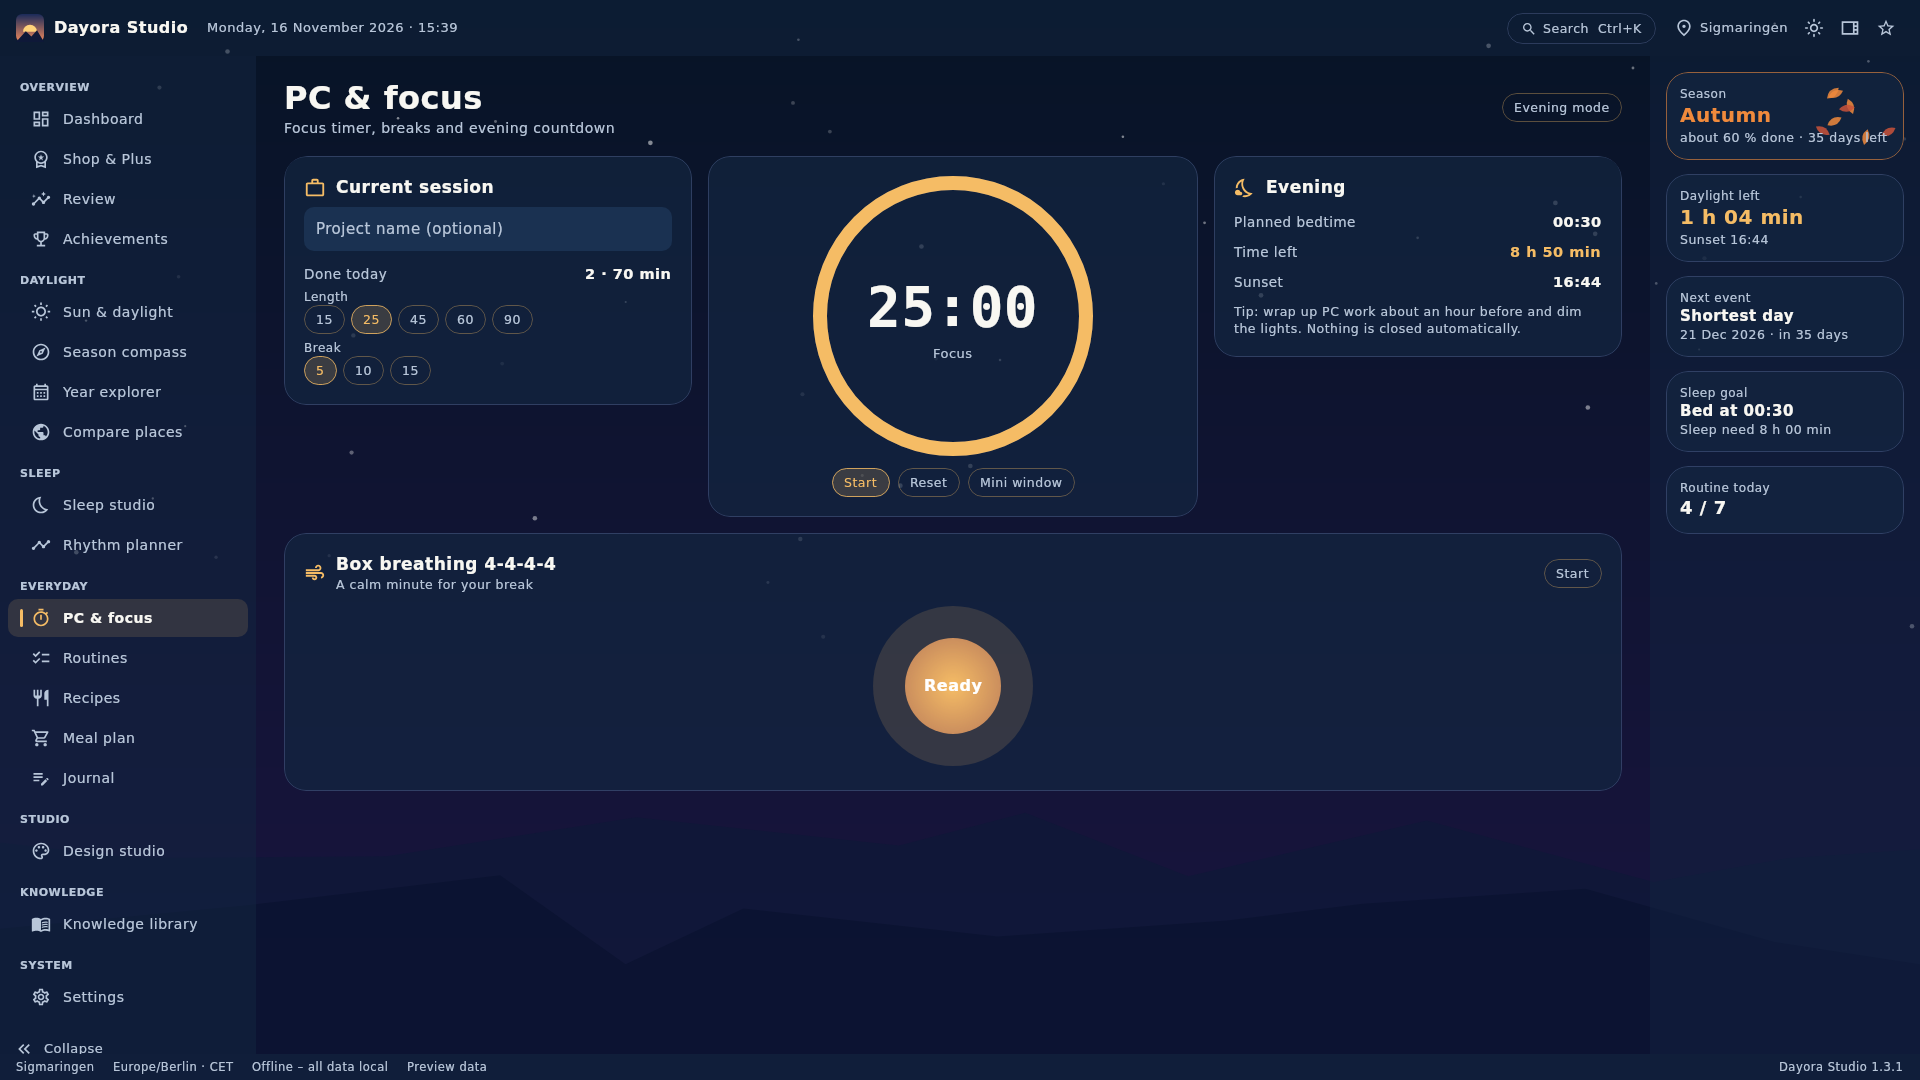 Dayora Studio
Monday, 16 November 2026 · 15:39
Search Ctrl+K
Sigmaringen
OVERVIEW
Dashboard
Shop & Plus
Review
Achievements
DAYLIGHT
Sun & daylight
Season compass
Year explorer
Compare places
SLEEP
Sleep studio
Rhythm planner
EVERYDAY
PC & focus
Routines
Recipes
Meal plan
Journal
STUDIO
Design studio
KNOWLEDGE
Knowledge library
SYSTEM
Settings
Collapse
PC & focus
Focus timer, breaks and evening countdown
Evening mode
Current session
Project name (optional)
Done today 2 · 70 min
Length
15 25 45 60 90
Break
5 10 15
25:00
Focus
Start Reset Mini window
Evening
Planned bedtime 00:30
Time left 8 h 50 min
Sunset 16:44
Tip: wrap up PC work about an hour before and dim
the lights. Nothing is closed automatically.
Box breathing 4-4-4-4
A calm minute for your break
Start
Ready
Season
Autumn
about 60 % done · 35 days left
Daylight left
1 h 04 min
Sunset 16:44
Next event
Shortest day
21 Dec 2026 · in 35 days
Sleep goal
Bed at 00:30
Sleep need 8 h 00 min
Routine today
4 / 7
Sigmaringen Europe/Berlin · CET Offline – all data local Preview data
Dayora Studio 1.3.1